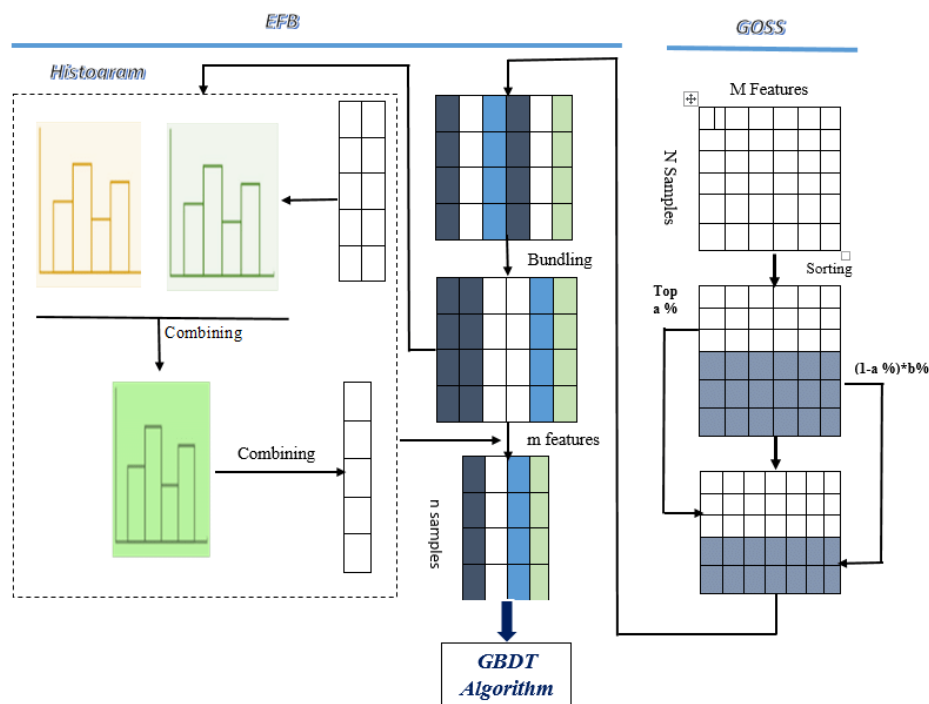 EFB
GOSS
Histoaram
M Features
N Samples
Sorting
Bundling
Top
a %
(1-a %)*b%
Combining
Combining
m features
n samples
GBDT
Algorithm